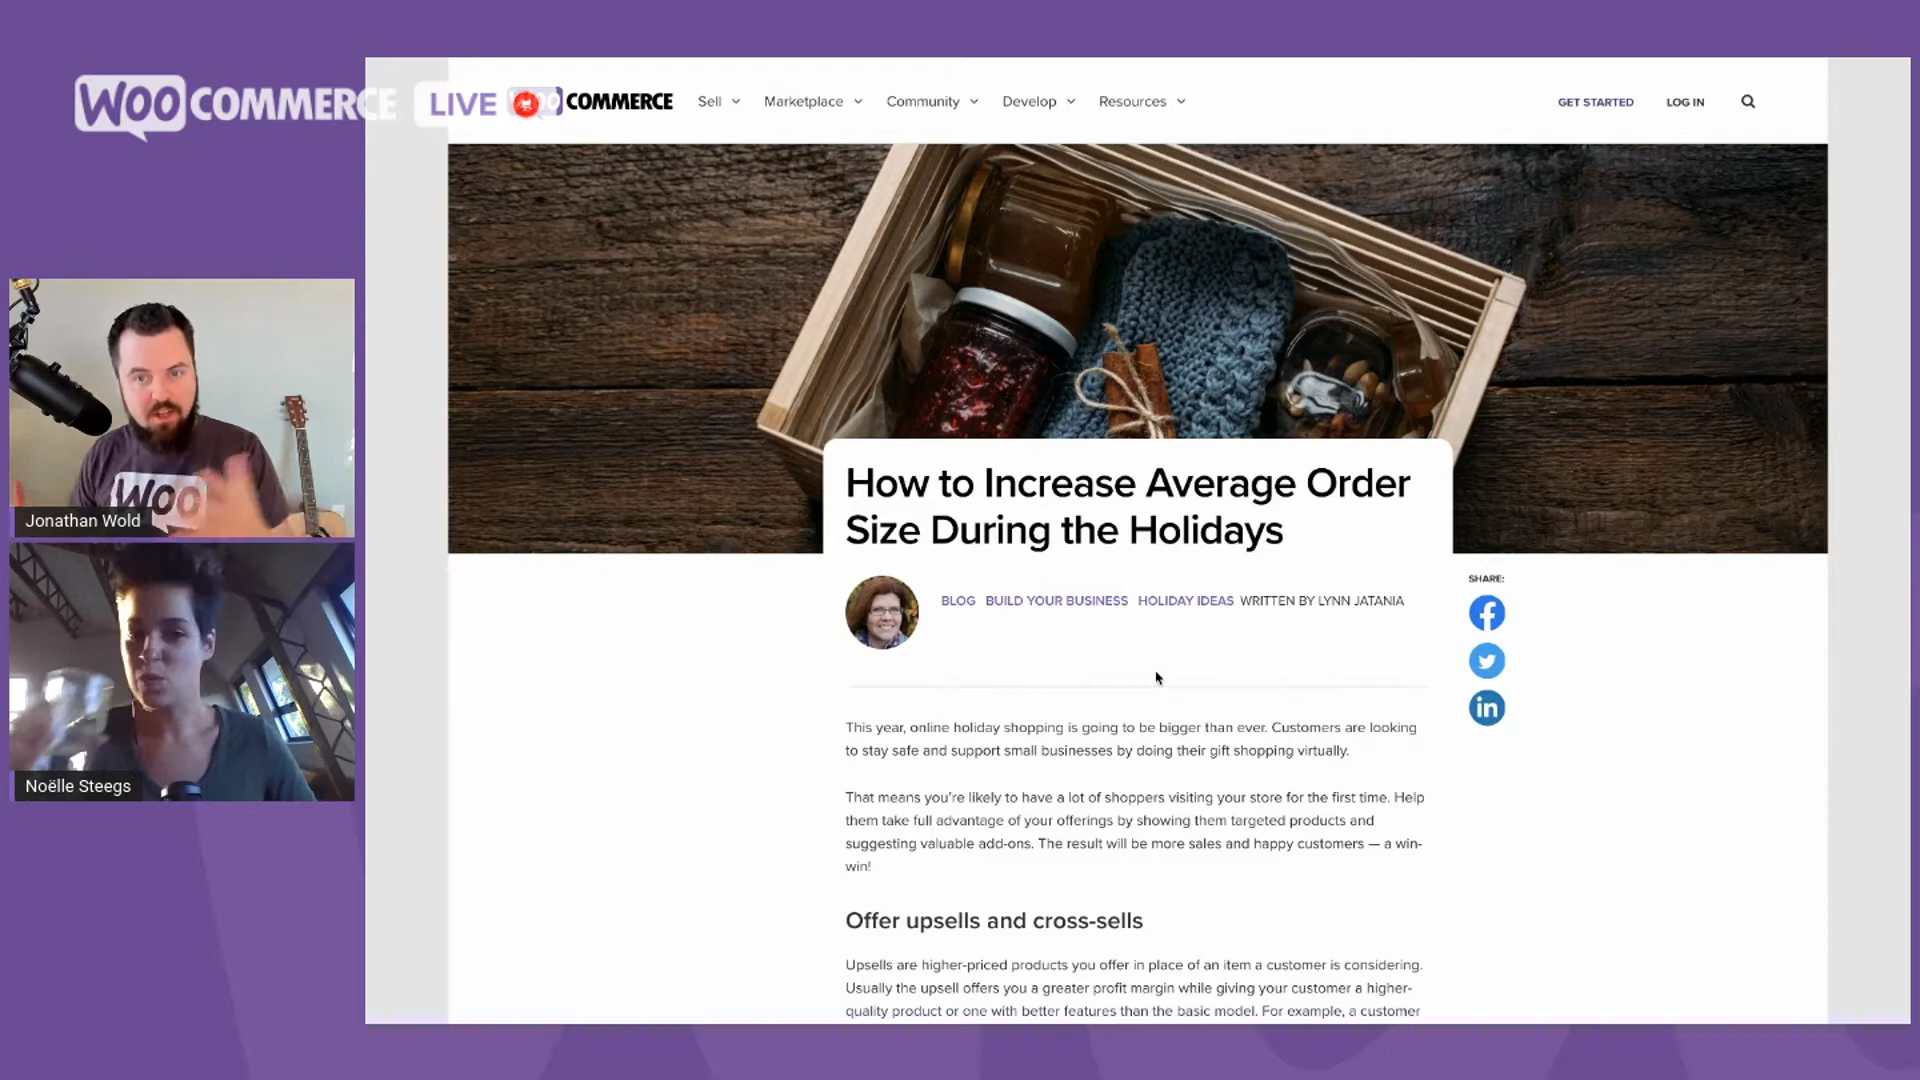 WOO COMMERCE LIVE
COMMERCE Sell Marketplace Community Develop Resources GET STARTED LOG IN
WOO
Jonathan Wold
Noëlle Steegs
How to Increase Average Order
Size During the Holidays
BLOG BUILD YOUR BUSINESS HOLIDAY IDEAS WRITTEN BY LYNN JATANIA
SHARE:
This year, online holiday shopping is going to be bigger than ever. Customers are looking
to stay safe and support small businesses by doing their gift shopping virtually.
That means you’re likely to have a lot of shoppers visiting your store for the first time. Help
them take full advantage of your offerings by showing them targeted products and
suggesting valuable add-ons. The result will be more sales and happy customers — a win-
win!
Offer upsells and cross-sells
Upsells are higher-priced products you offer in place of an item a customer is considering.
Usually the upsell offers you a greater profit margin while giving your customer a higher-
quality product or one with better features than the basic model. For example, a customer